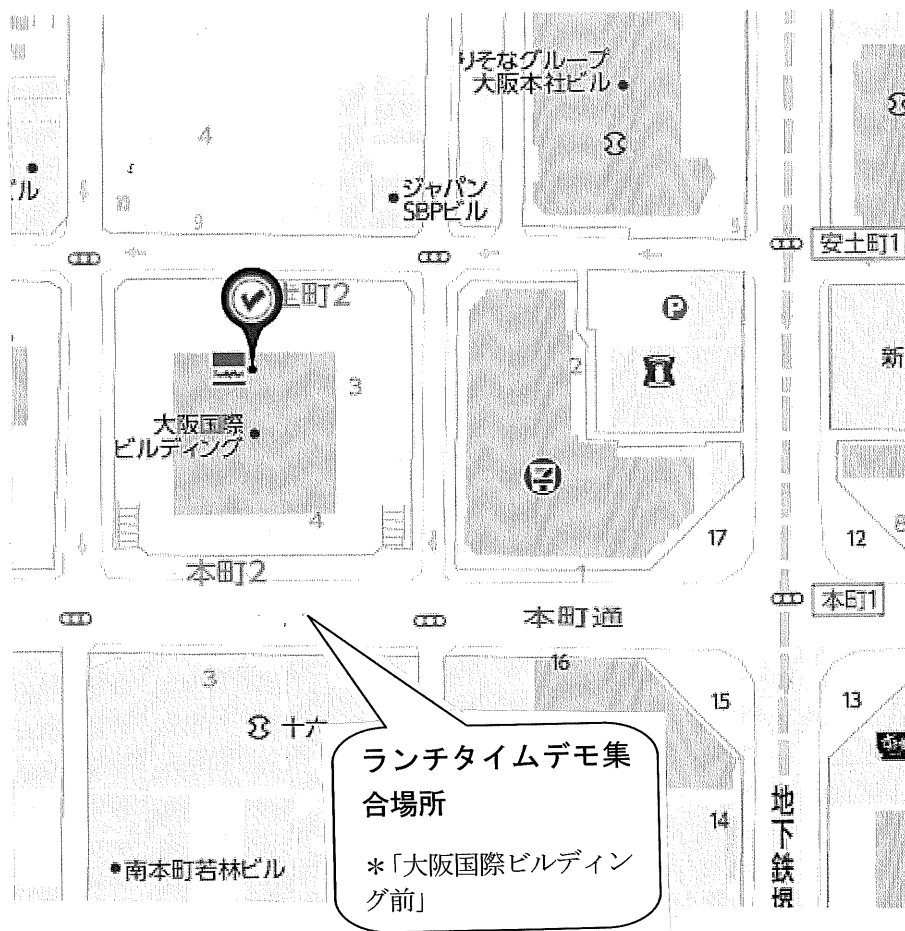 りそなグループ
大阪本社ビル
4
ビル
10
9
ジャパン
SBPビル
5
安土町1
土町2
P
2
3
新
大阪国際
ビルディング
4
17
12
8
本町2
1
本町1
本町通
3
16
15
13
十六
ランチタイムデモ集
合場所
*「大阪国際ビルディン
グ前」
14
地下鉄堺
南本町若林ビル